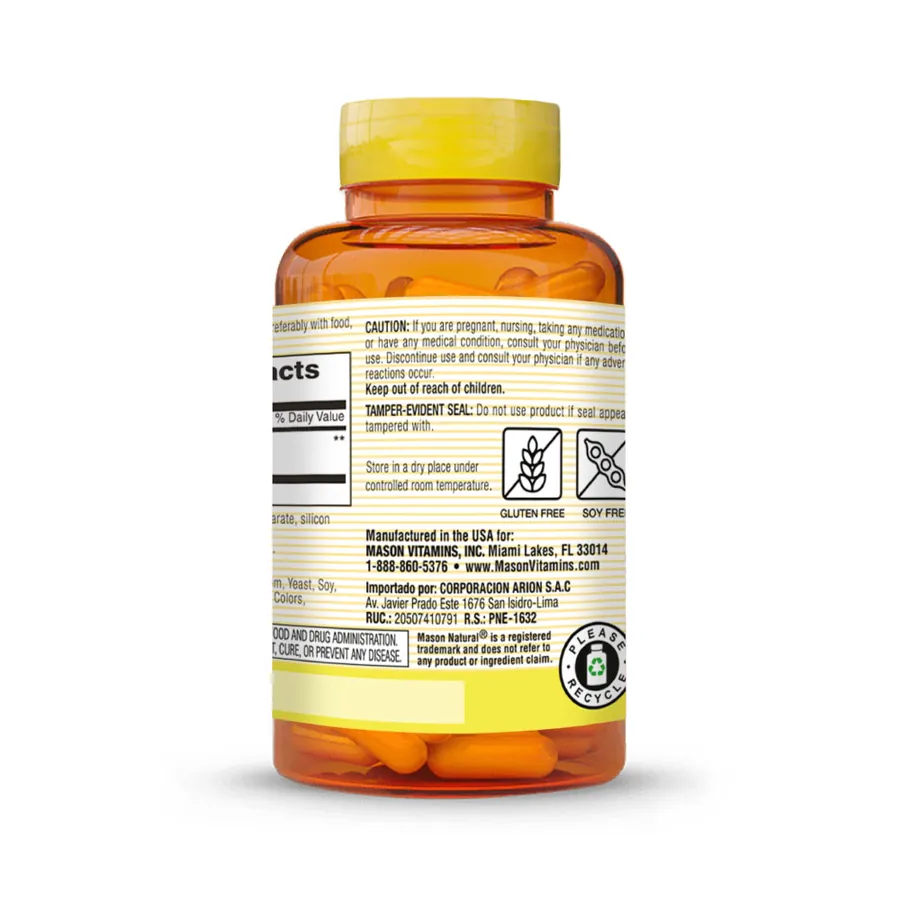 referably with food,
acts
% Daily Value
**
arate, silicon
Yeast, Soy,
Colors,
FOOD AND DRUG ADMINISTRATION.
CURE, OR PREVENT ANY DISEASE.
CAUTION: If you are pregnant, nursing, taking any medicatio
or have any medical condition, consult your physician befo
use. Discontinue use and consult your physician if any adver
reactions occur.
Keep out of reach of children.
TAMPER-EVIDENT SEAL: Do not use product if seal appea
tampered with.
Store in a dry place under
controlled room temperature.
GLUTEN FREE
SOY FREE
Manufactured in the USA for:
MASON VITAMINS, INC. Miami Lakes, FL 33014
1-888-860-5376 • www.MasonVitamins.com
Importado por: CORPORACION ARION S.A.C
Av. Javier Prado Este 1676 San Isidro-Lima
RUC.: 20507410791 R.S.: PNE-1632
Mason Natural® is a registered
trademark and does not refer to
any product or ingredient claim.
• PLEASE •
RECYCLE